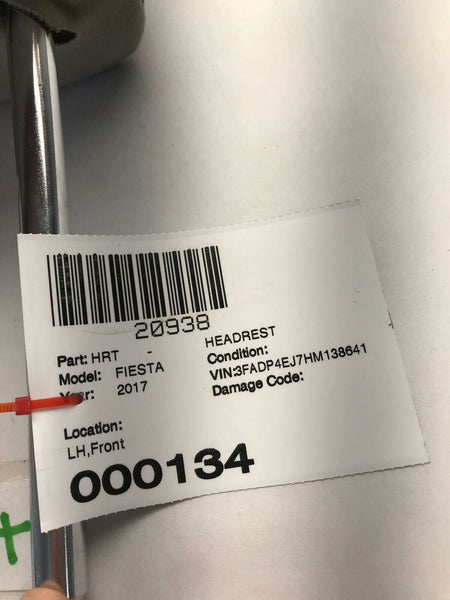 20938
Part: HRT HEADREST
Model: FIESTA Condition:
Year: 2017 VIN:3FADP4EJ7HM138641
Damage Code:
Location:
LH,Front
000134